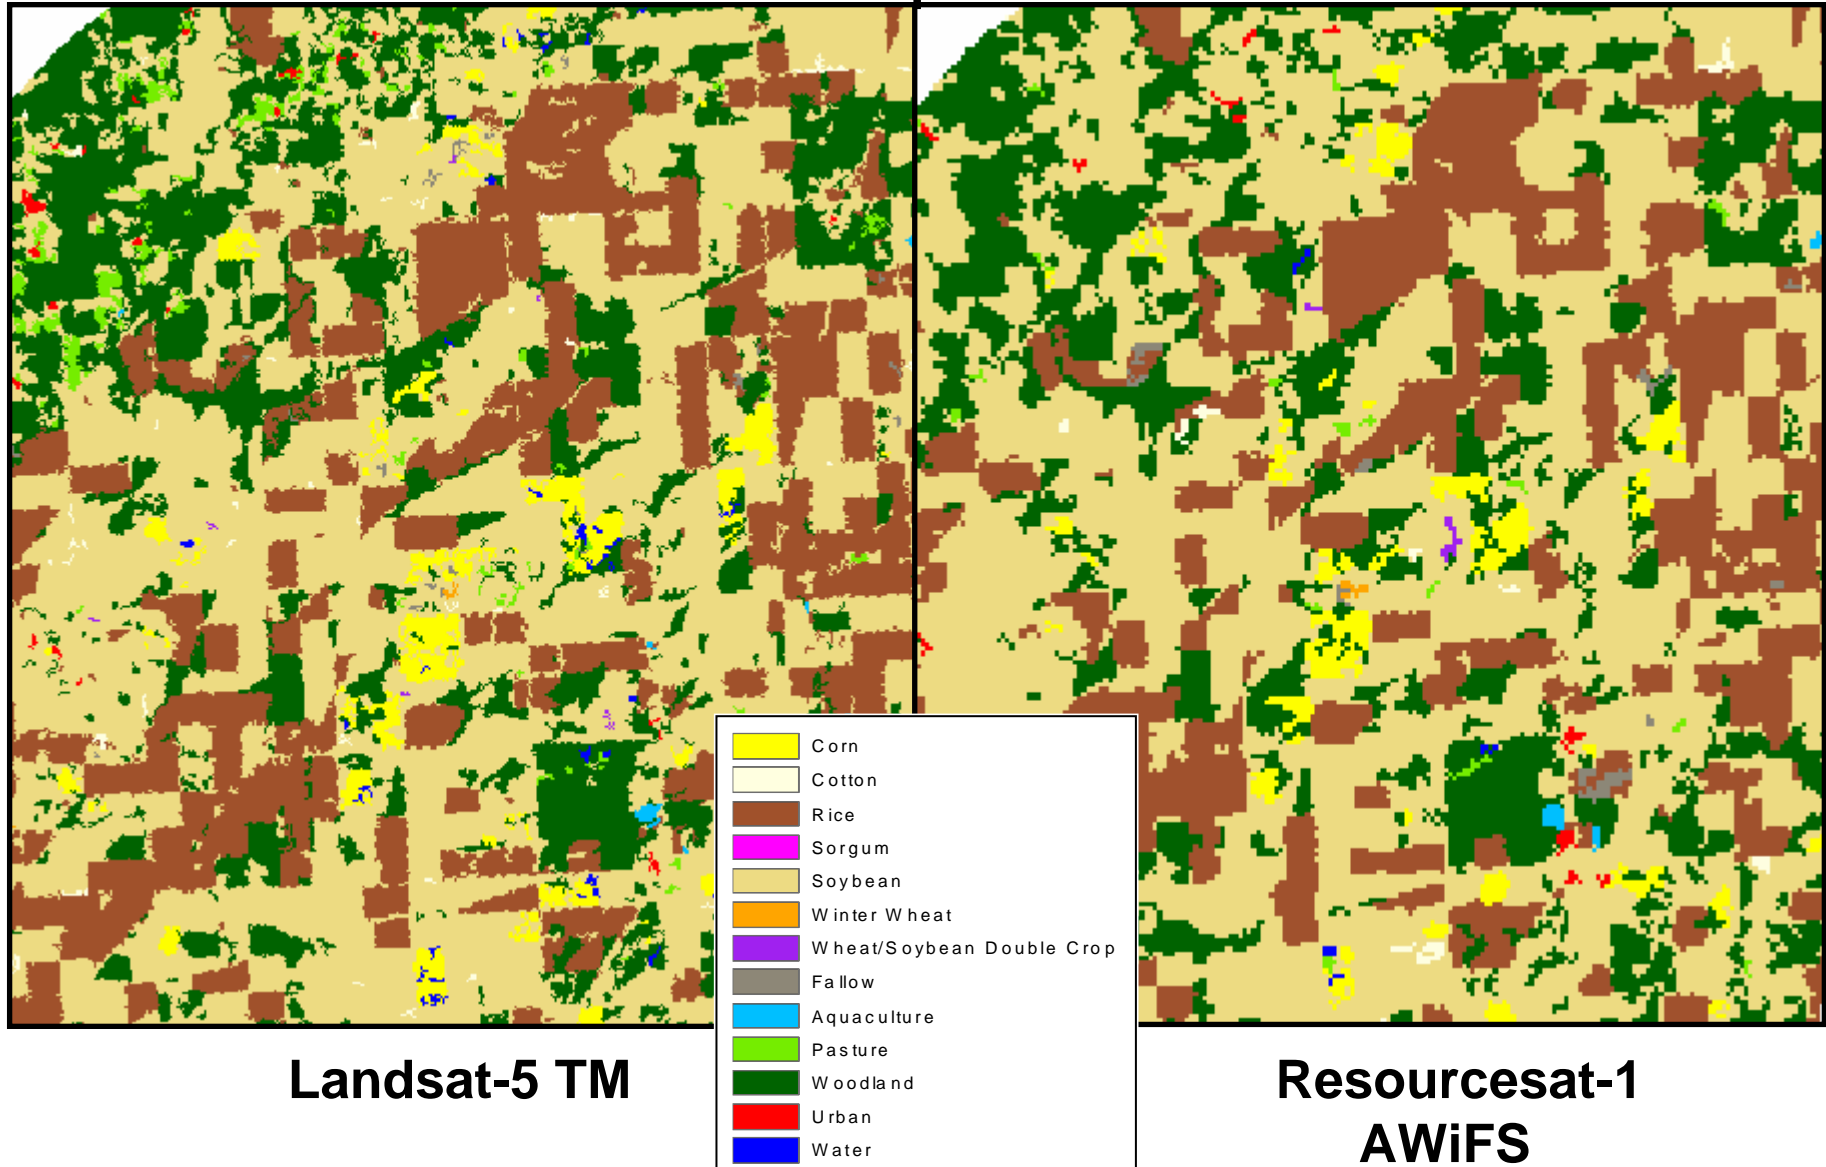 Corn
Cotton
Rice
Sorgum
Soybean
Winter Wheat
Wheat/Soybean Double Crop
Fallow
Aquaculture
Pasture
Woodland
Urban
Water
Landsat-5 TM
Resourcesat-1
AWiFS